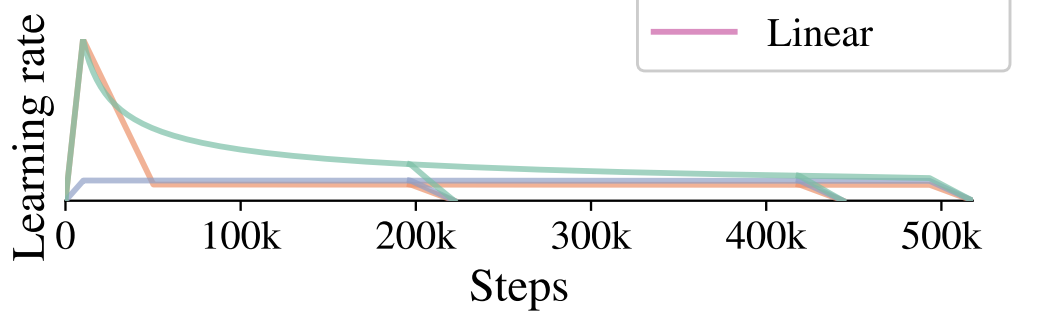 Linear
Learning rate
0 100k 200k 300k 400k 500k
Steps